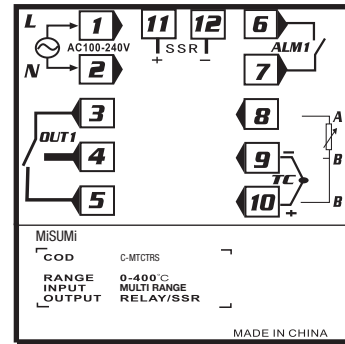 L 1 11 12 6
AC100-240V + SSR − ALM1
N 2 7
3 8 A
OUT1
4 9 − B
TC
5 10 + B
MiSUMi
COD C-MTCTRS
RANGE 0-400°C
INPUT MULTI RANGE
OUTPUT RELAY/SSR
MADE IN CHINA